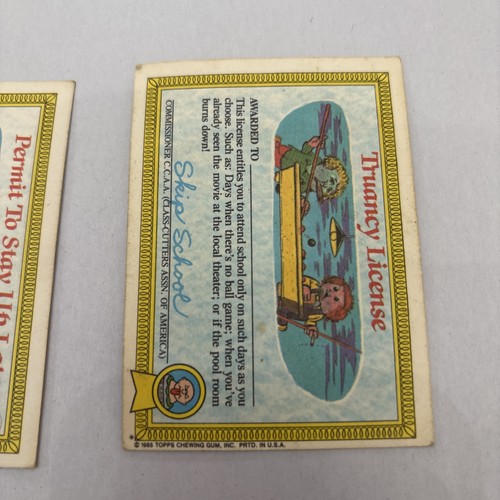 Permit To Stay Up
Truancy License
AWARDED TO
This license entitles you to attend school only on such days as you
choose. Such as: Days when there's no ball game; when you've
already seen the movie at the local theater; or if the pool room
burns down!
Skip School
COMMISSIONER C.C.A.A. (CLASS-CUTTERS ASSN. OF AMERICA)
* © 1985 TOPPS CHEWING GUM, INC. PRTD. IN U.S.A.